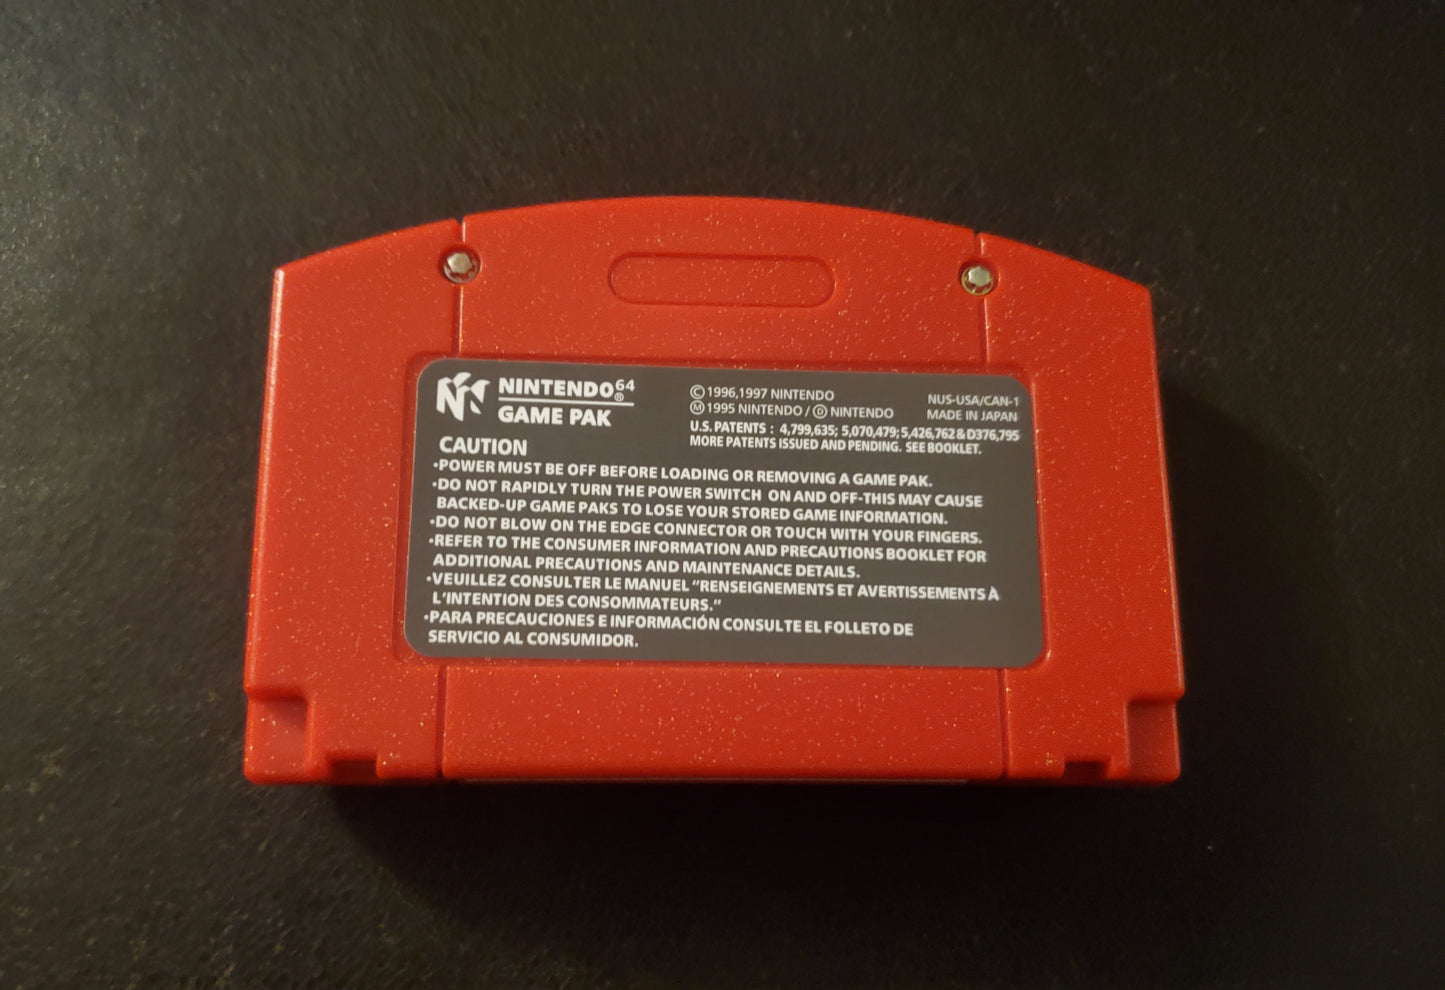 NINTENDO64®
GAME PAK
©1996,1997 NINTENDO
Ⓜ1995 NINTENDO / Ⓓ NINTENDO
NUS-USA/CAN-1
MADE IN JAPAN
U.S. PATENTS : 4,799,635; 5,070,479; 5,426,762 & D376,795
MORE PATENTS ISSUED AND PENDING. SEE BOOKLET.
CAUTION
•POWER MUST BE OFF BEFORE LOADING OR REMOVING A GAME PAK.
•DO NOT RAPIDLY TURN THE POWER SWITCH ON AND OFF-THIS MAY CAUSE
BACKED-UP GAME PAKS TO LOSE YOUR STORED GAME INFORMATION.
•DO NOT BLOW ON THE EDGE CONNECTOR OR TOUCH WITH YOUR FINGERS.
•REFER TO THE CONSUMER INFORMATION AND PRECAUTIONS BOOKLET FOR
ADDITIONAL PRECAUTIONS AND MAINTENANCE DETAILS.
•VEUILLEZ CONSULTER LE MANUEL "RENSEIGNEMENTS ET AVERTISSEMENTS À
L'INTENTION DES CONSOMMATEURS."
•PARA PRECAUCIONES E INFORMACIÓN CONSULTE EL FOLLETO DE
SERVICIO AL CONSUMIDOR.